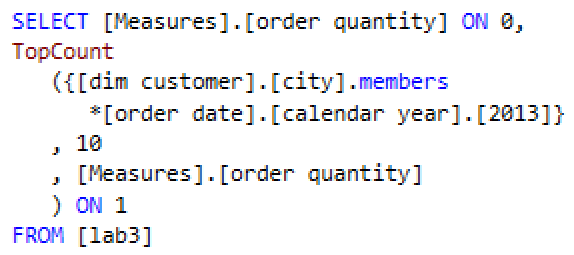 SELECT [Measures].[order quantity] ON 0,
TopCount
({[dim customer].[city].members
*[order date].[calendar year].[2013]}
, 10
, [Measures].[order quantity]
) ON 1
FROM [lab3]